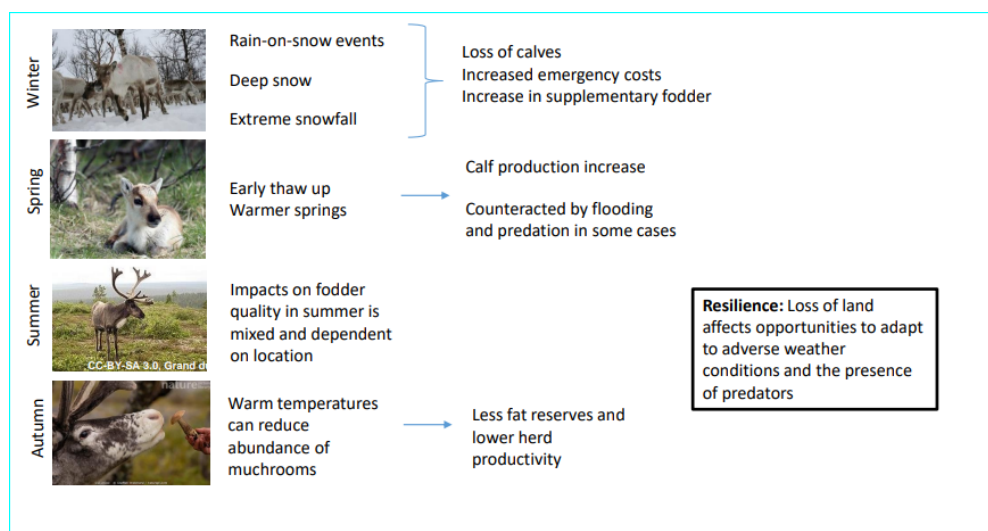 Winter
Rain-on-snow events
Deep snow
Extreme snowfall
Loss of calves
Increased emergency costs
Increase in supplementary fodder
Spring
Early thaw up
Warmer springs
Calf production increase
Counteracted by flooding
and predation in some cases
Summer
CC-BY-SA 3.0, Grand du
Impacts on fodder
quality in summer is
mixed and dependent
on location
Resilience: Loss of land
affects opportunities to adapt
to adverse weather
conditions and the presence
of predators
Autumn
nature
Warm temperatures
can reduce
abundance of
muchrooms
Less fat reserves and
lower herd
productivity